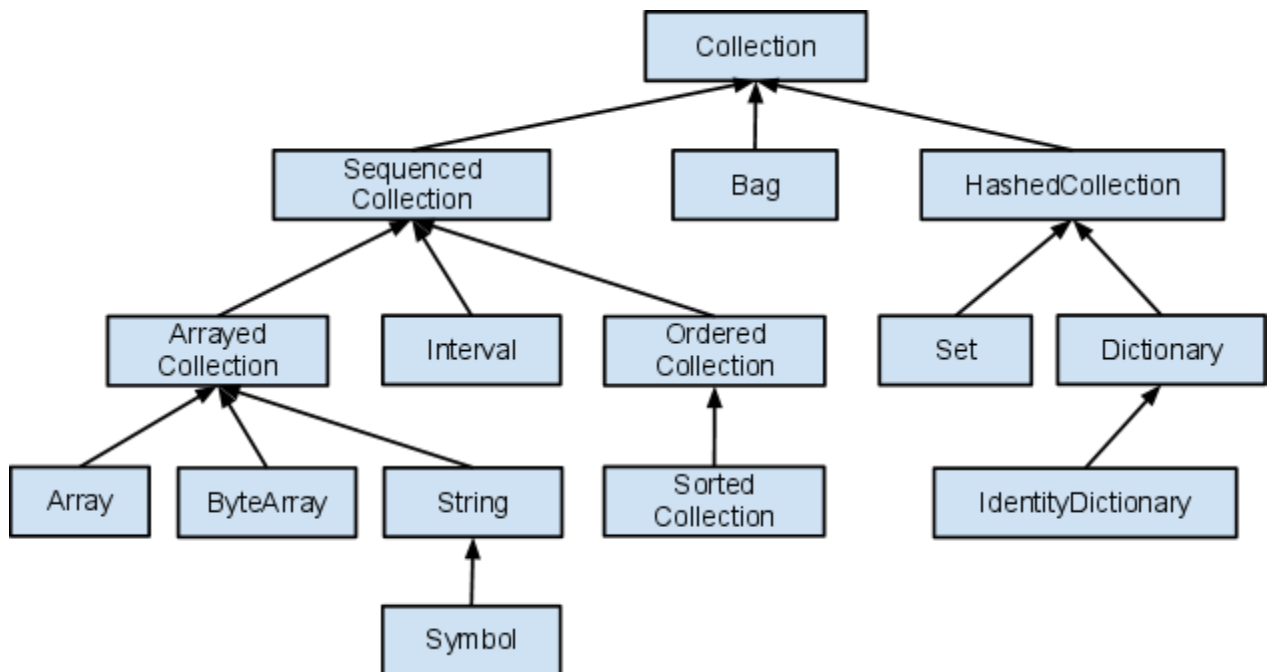 Collection
Sequenced
Collection
Bag
HashedCollection
Arrayed
Collection
Interval
Ordered
Collection
Set
Dictionary
Array
ByteArray
String
Sorted
Collection
IdentityDictionary
Symbol